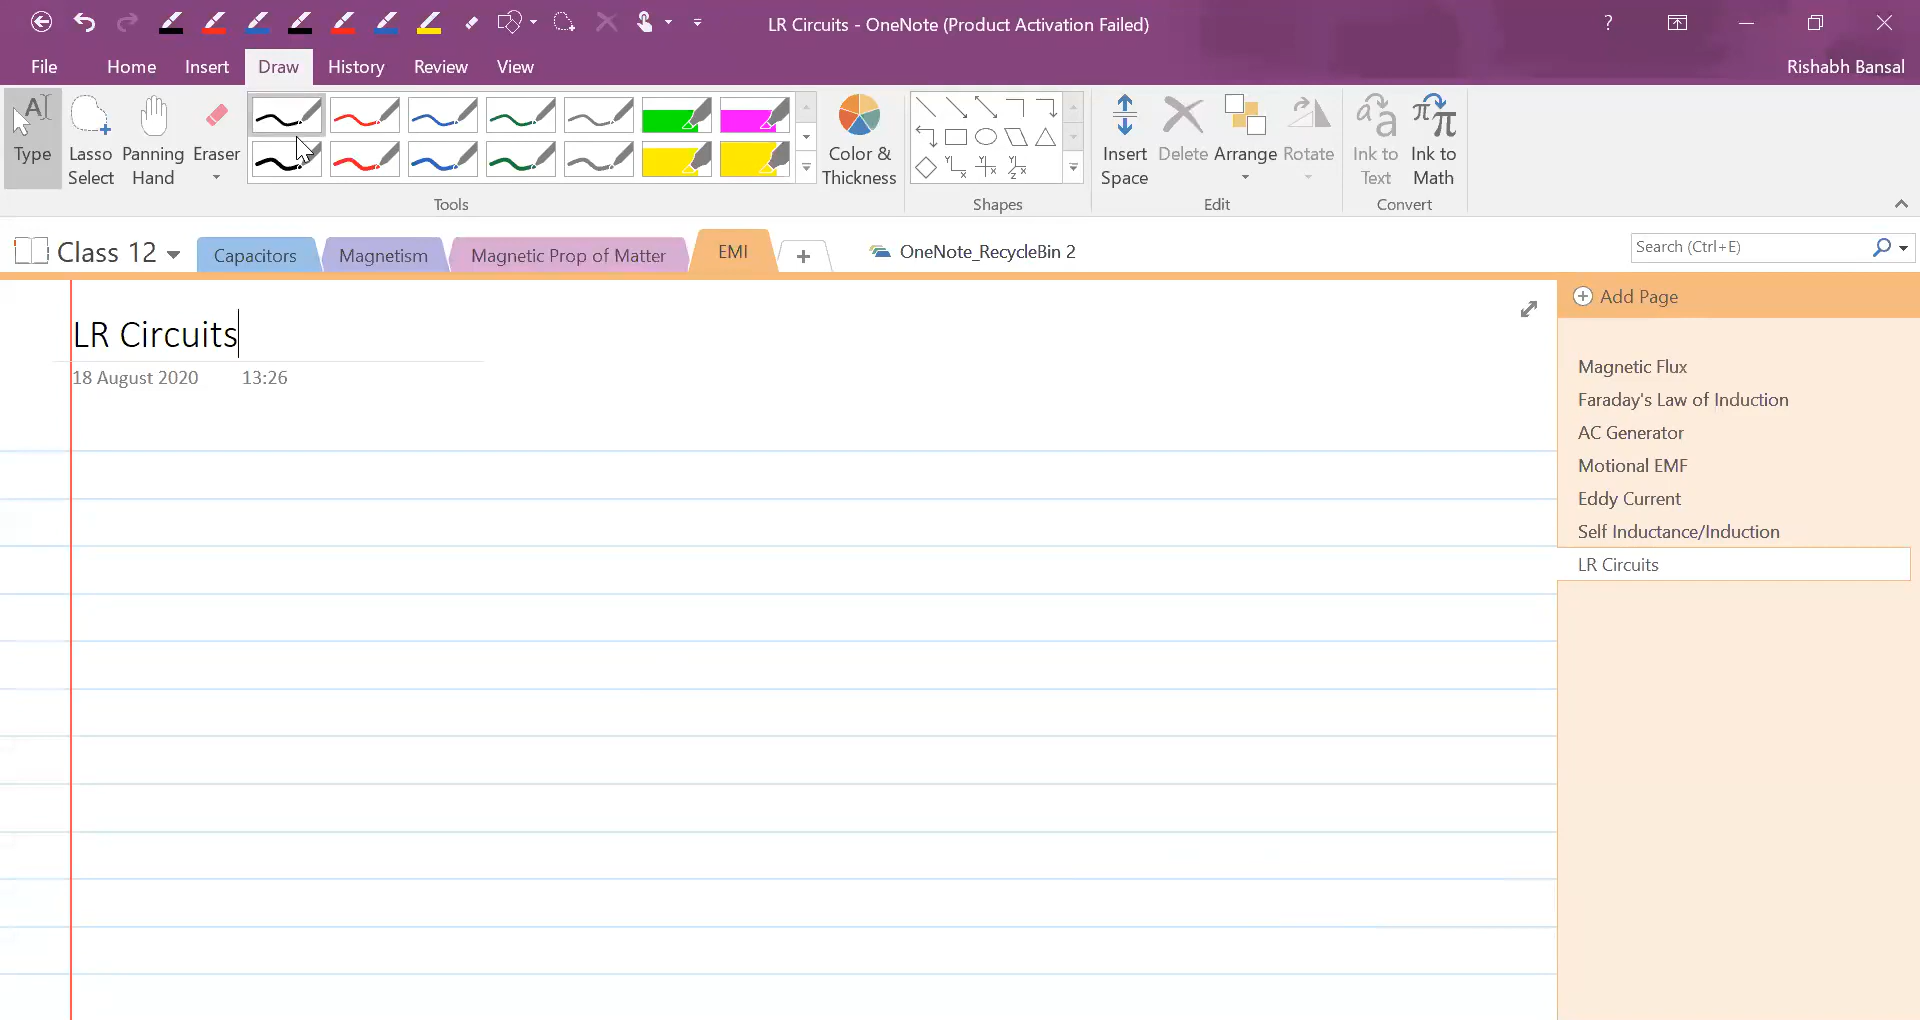 LR Circuits - OneNote (Product Activation Failed)
?
File Home Insert Draw History Review View
Rishabh Bansal
Type
Lasso Select
Panning Hand
Eraser
Color & Thickness
Insert Space
Delete
Arrange
Rotate
Ink to Text
Ink to Math
Tools
Shapes
Edit
Convert
Class 12
Capacitors
Magnetism
Magnetic Prop of Matter
EMI
OneNote_RecycleBin 2
Search (Ctrl+E)
LR Circuits
18 August 2020 13:26
Add Page
Magnetic Flux
Faraday's Law of Induction
AC Generator
Motional EMF
Eddy Current
Self Inductance/Induction
LR Circuits